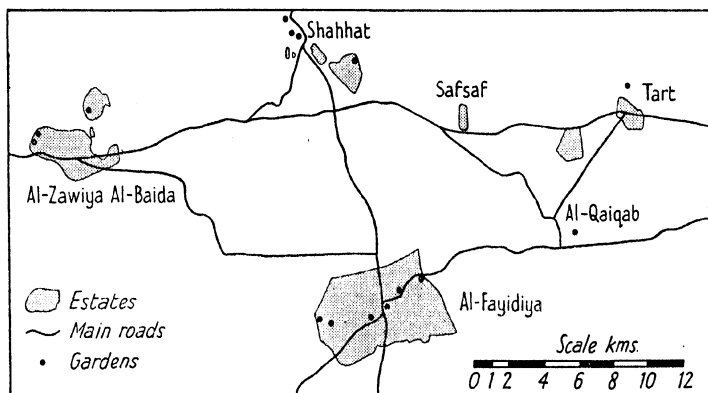 Shahhat
Safsaf
Tart
Al-Zawiya Al-Baida
Al-Qaiqab
Al-Fayidiya
Estates
Main roads
Gardens
Scale kms.
0 1 2 4 6 8 10 12